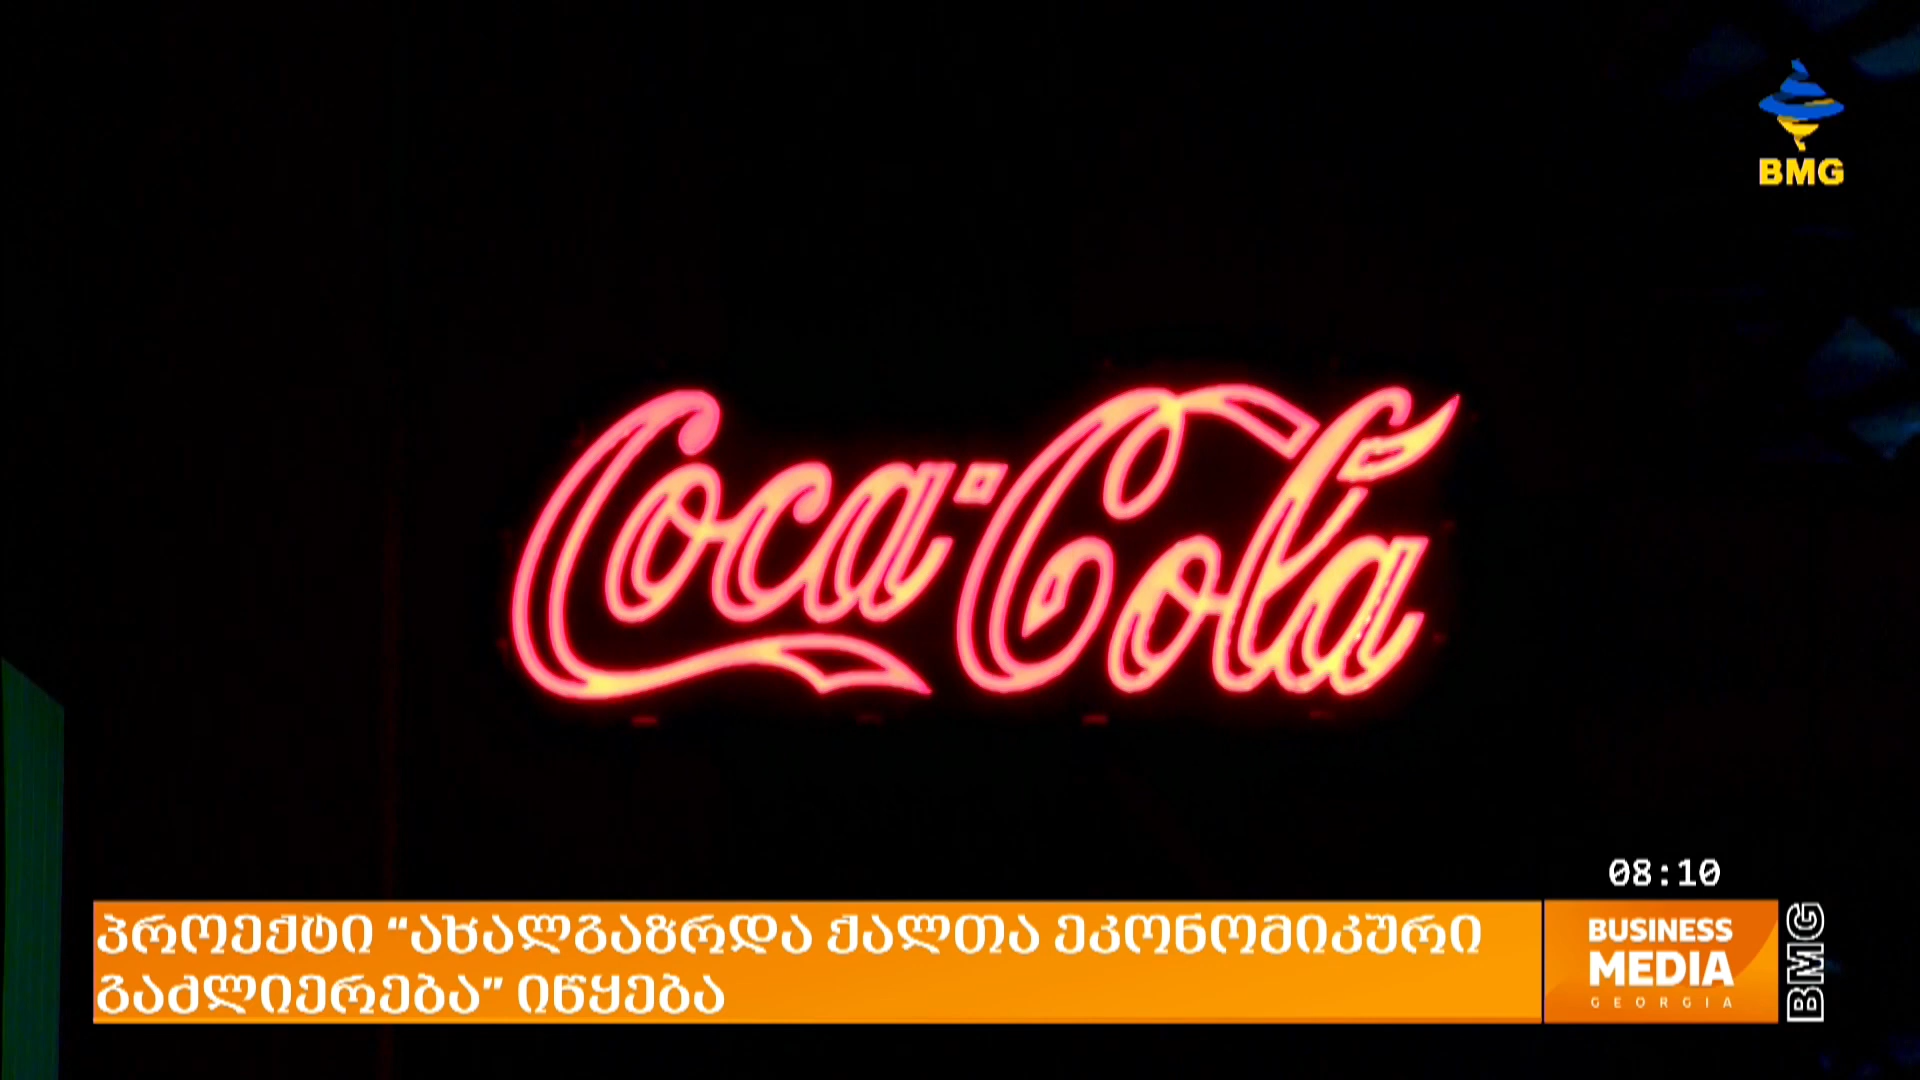 BMG
Coca-Cola
08:10
პროექტი “ახალგაზრდა ქალთა ეკონომიკური
გაძლიერება” იწყება
BUSINESS
MEDIA
GEORGIA
BMG